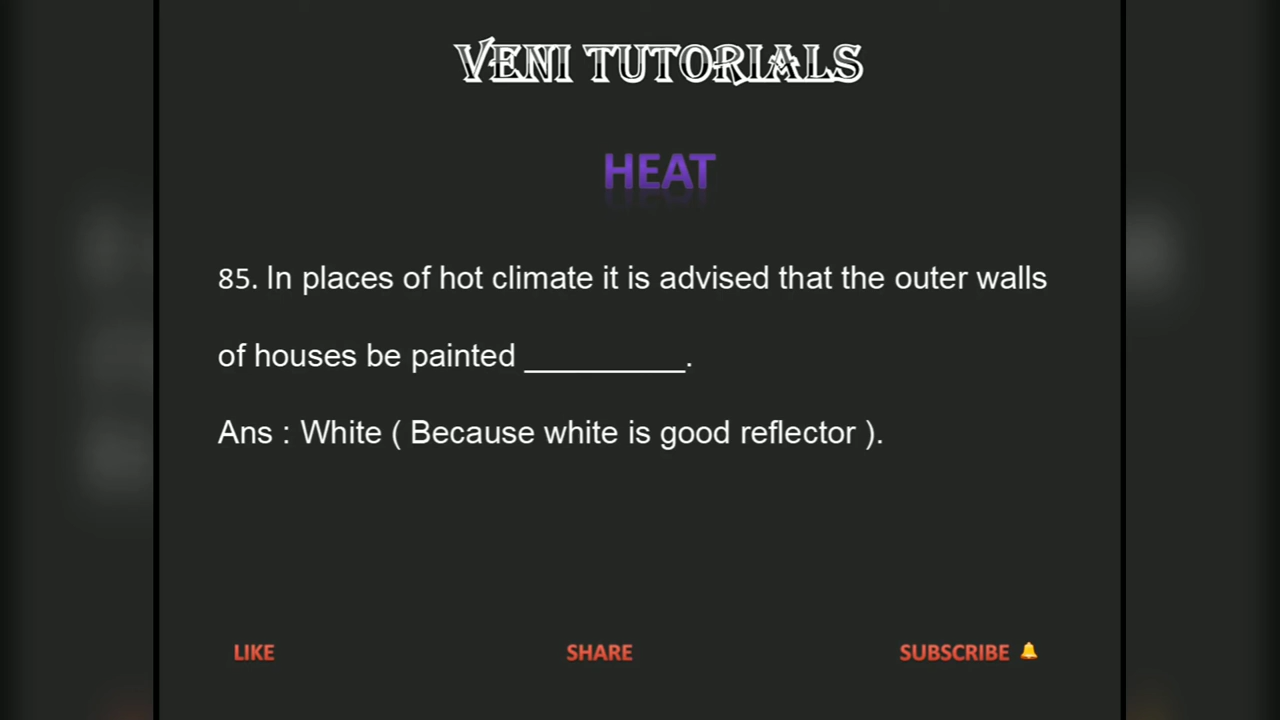 VENI TUTORIALS
HEAT
85. In places of hot climate it is advised that the outer walls
of houses be painted __________.
Ans : White ( Because white is good reflector ).
LIKE
SHARE
SUBSCRIBE 🔔